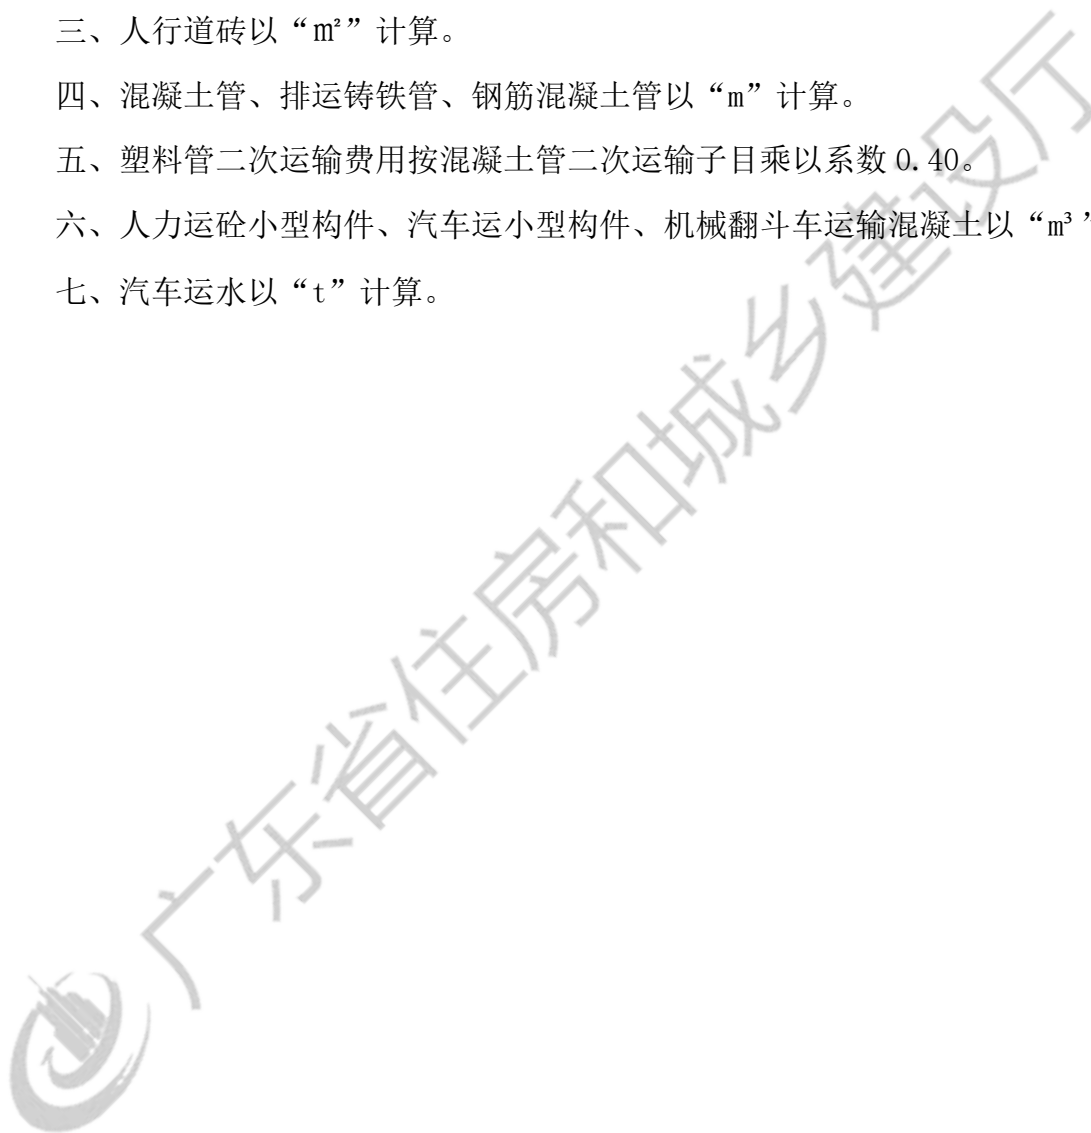 三、人行道砖以“㎡”计算。
四、混凝土管、排运铸铁管、钢筋混凝土管以“m”计算。
五、塑料管二次运输费用按混凝土管二次运输子目乘以系数 0.40。
六、人力运砼小型构件、汽车运小型构件、机械翻斗车运输混凝土以“m³”
七、汽车运水以“t”计算。
广东省住房和城乡建设厅